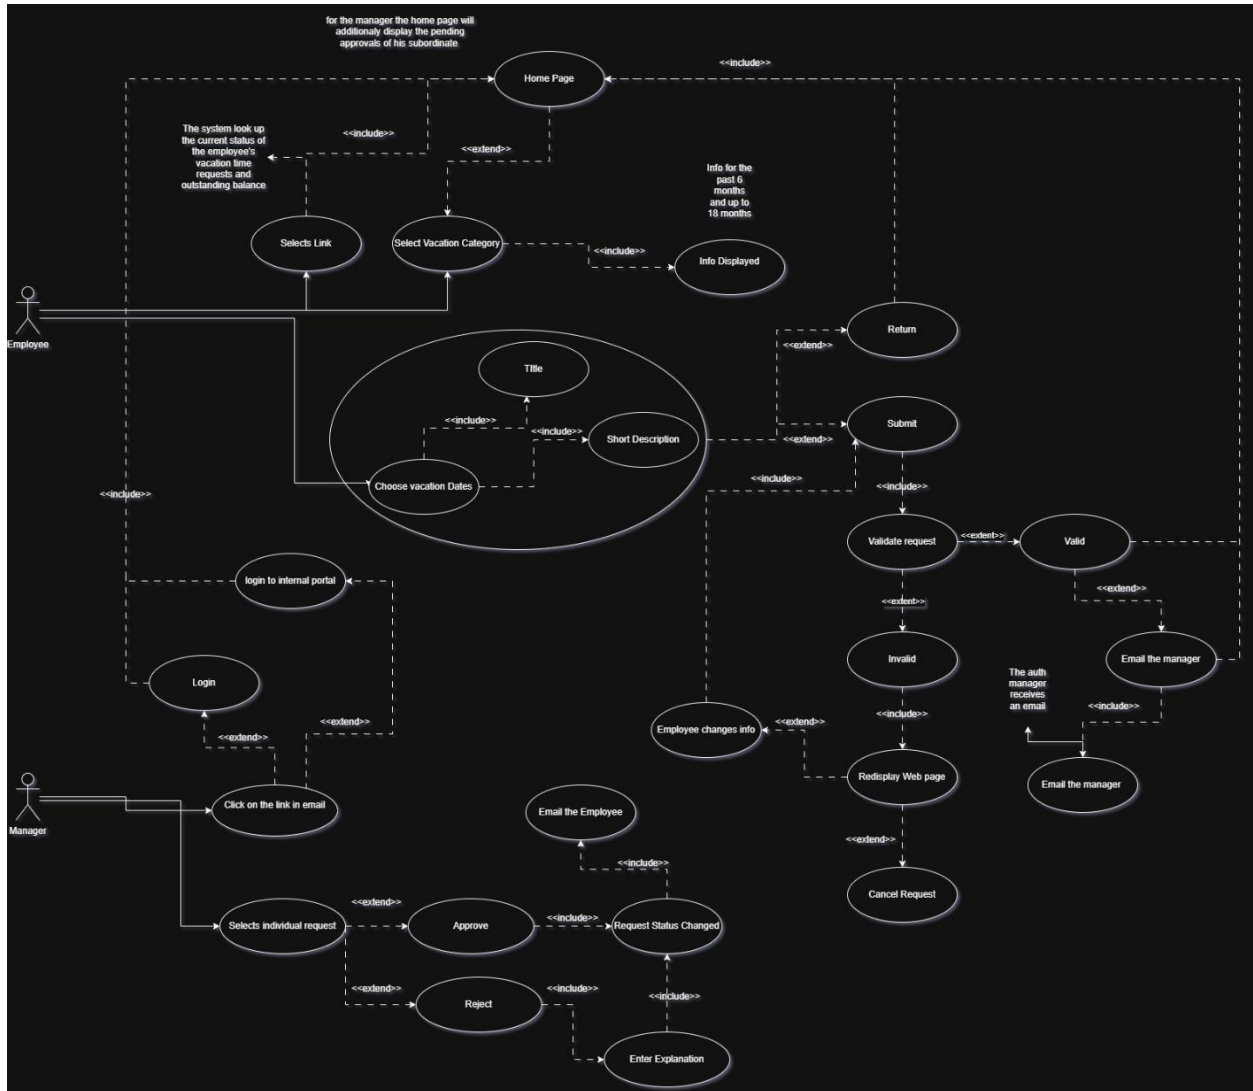 for the manager the home page will
additionaly display the pending
approvals of his subordinate
Home Page
<<include>>
The system look up
the current status of
the employee's
vacation time
requests and
outstanding balance
<<include>>
<<extend>>
Info for the
past 6
months
and up to
18 months
Selects Link
Select Vacation Category
<<include>>
Info Displayed
Employee
Return
<<extend>>
TItle
<<include>>
<<include>>
Short Description
Submit
<<extend>>
Choose vacation Dates
<<include>>
<<include>>
<<include>>
Validate request
<<extent>>
Valid
login to internal portal
<<extend>>
<<extent>>
Invalid
Email the manager
Login
The auth
manager
receives
an email
<<include>>
<<include>>
<<extend>>
<<extend>>
Employee changes info
<<extend>>
Redisplay Web page
Email the manager
Manager
Click on the link in email
Email the Employee
<<extend>>
<<include>>
Cancel Request
<<extend>>
Selects individual request
Approve
<<include>>
Request Status Changed
<<extend>>
Reject
<<include>>
<<include>>
Enter Explanation